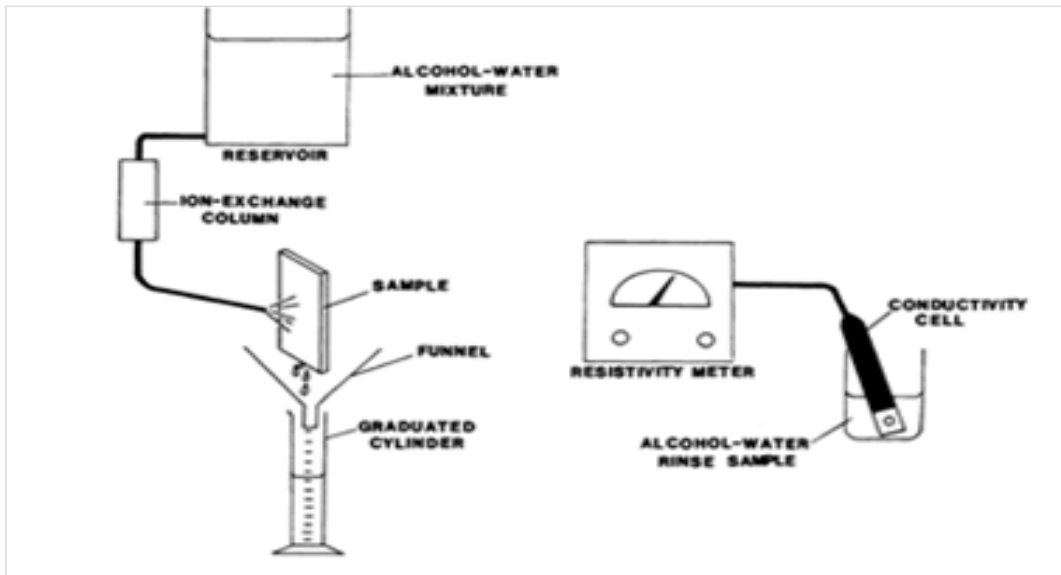 ALCOHOL-WATER
MIXTURE
RESERVOIR
ION-EXCHANGE
COLUMN
SAMPLE
FUNNEL
GRADUATED
CYLINDER
CONDUCTIVITY
CELL
RESISTIVITY METER
ALCOHOL-WATER
RINSE SAMPLE